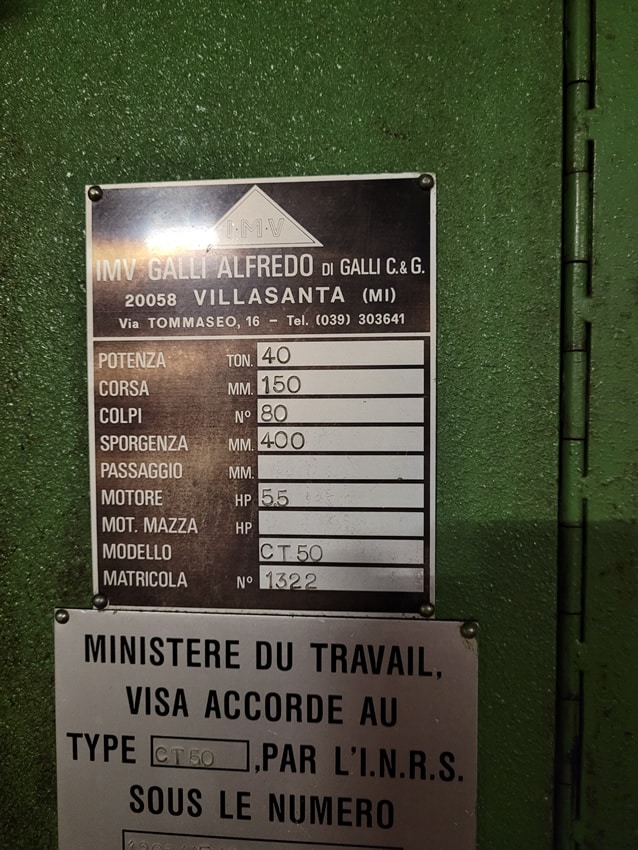 I·M·V
IMV GALLI ALFREDO DI GALLI C.& G.
20058 VILLASANTA (MI)
Via TOMMASEO, 16 – Tel. (039) 303641
POTENZA TON. 40
CORSA MM. 150
COLPI N° 80
SPORGENZA MM. 400
PASSAGGIO MM.
MOTORE HP 5.5
MOT. MAZZA HP
MODELLO CT50
MATRICOLA N° 1322
MINISTERE DU TRAVAIL,
VISA ACCORDE AU
TYPE CT50 ,PAR L'I.N.R.S.
SOUS LE NUMERO